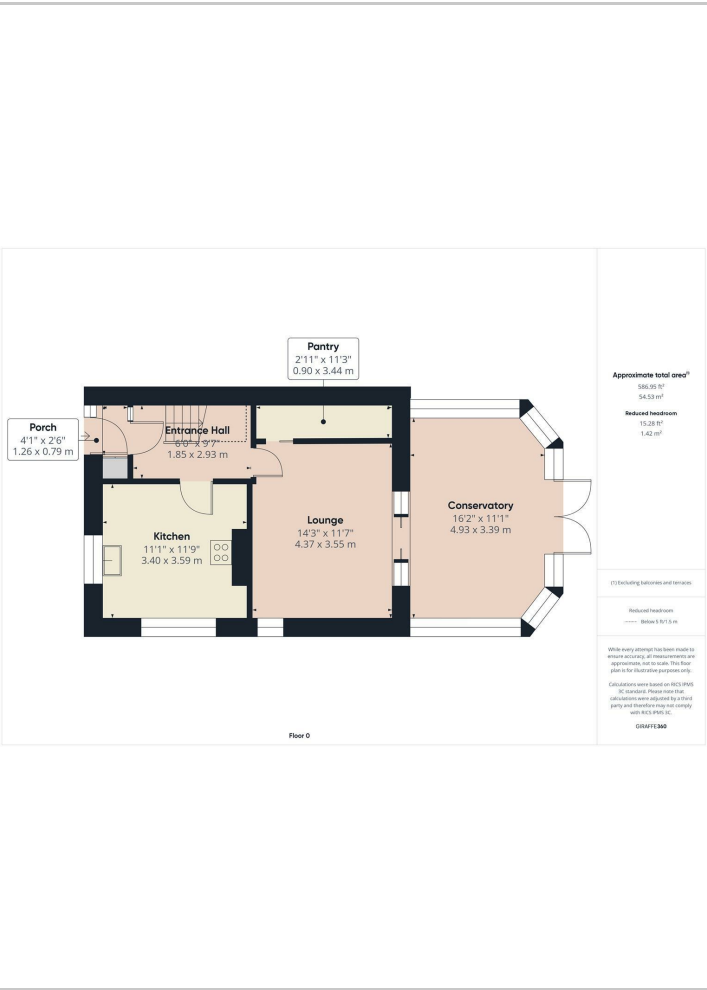 Pantry
2'11" x 11'3"
0.90 x 3.44 m
Porch
4'1" x 2'6"
1.26 x 0.79 m
Entrance Hall
6'0" x 9'7"
1.85 x 2.93 m
Kitchen
11'1" x 11'9"
3.40 x 3.59 m
Lounge
14'3" x 11'7"
4.37 x 3.55 m
Conservatory
16'2" x 11'1"
4.93 x 3.39 m
Floor 0
Approximate total area(1)
586.95 ft²
54.53 m²
Reduced headroom
15.28 ft²
1.42 m²
(1) Excluding balconies and terraces
Reduced headroom
Below 5 ft/1.5 m
While every attempt has been made to
ensure accuracy, all measurements are
approximate, not to scale. This floor
plan is for illustrative purposes only.
Calculations were based on RICS IPMS
3C standard. Please note that
calculations were adjusted by a third
party and therefore may not comply
with RICS IPMS 3C.
GIRAFFE360